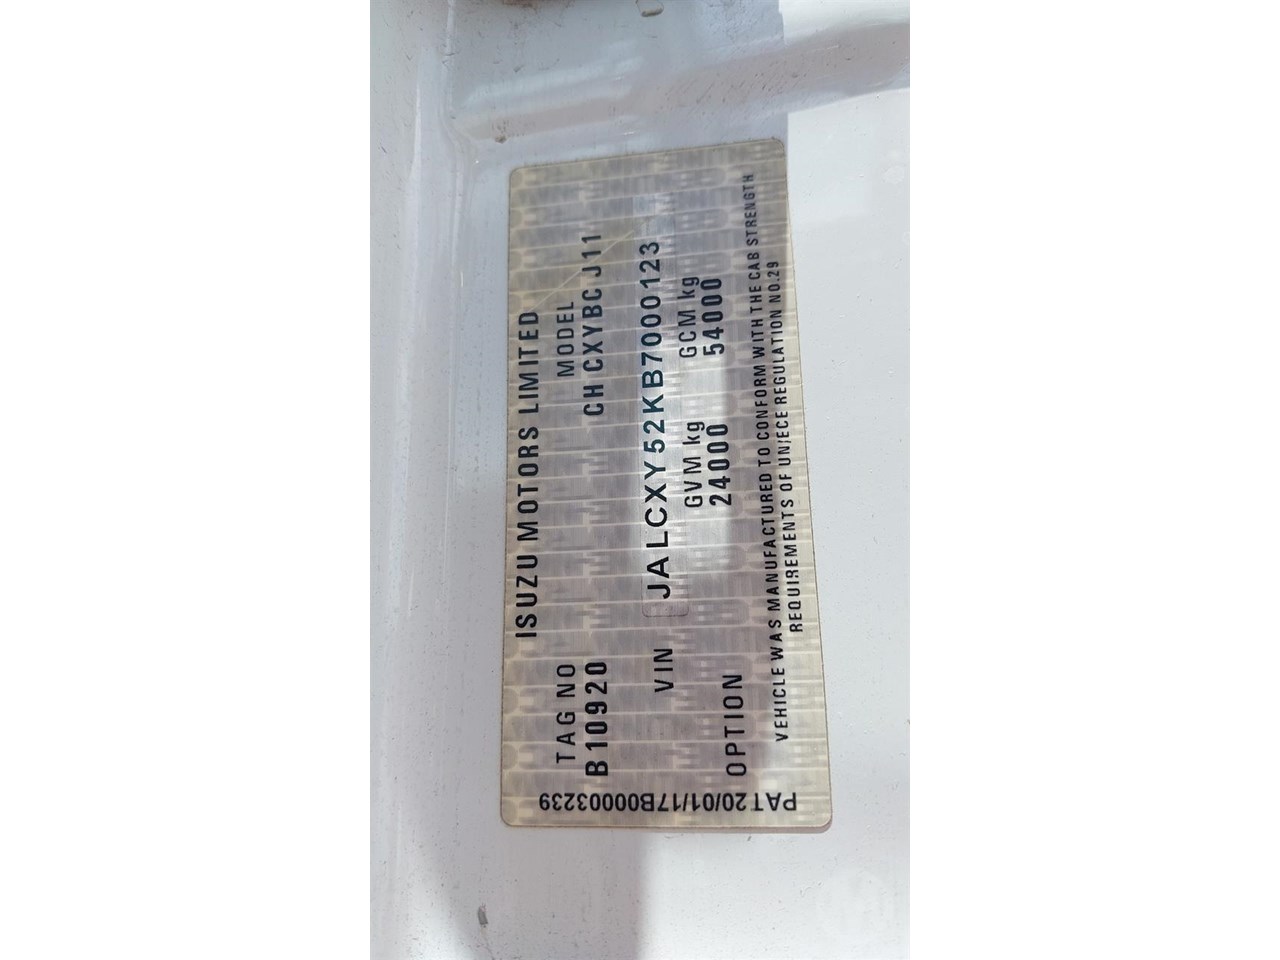 ISUZU MOTORS LIMITED
TAG NO
MODEL
B10920
CH CXYBC J11
VIN
JALCXY52KB7000123
GVM kg
GCM kg
24000
54000
OPTION
VEHICLE WAS MANUFACTURED TO CONFORM WITH THE CAB STRENGTH
REQUIREMENTS OF UN/ECE REGULATION NO.29
PAT20/01/17B00003239